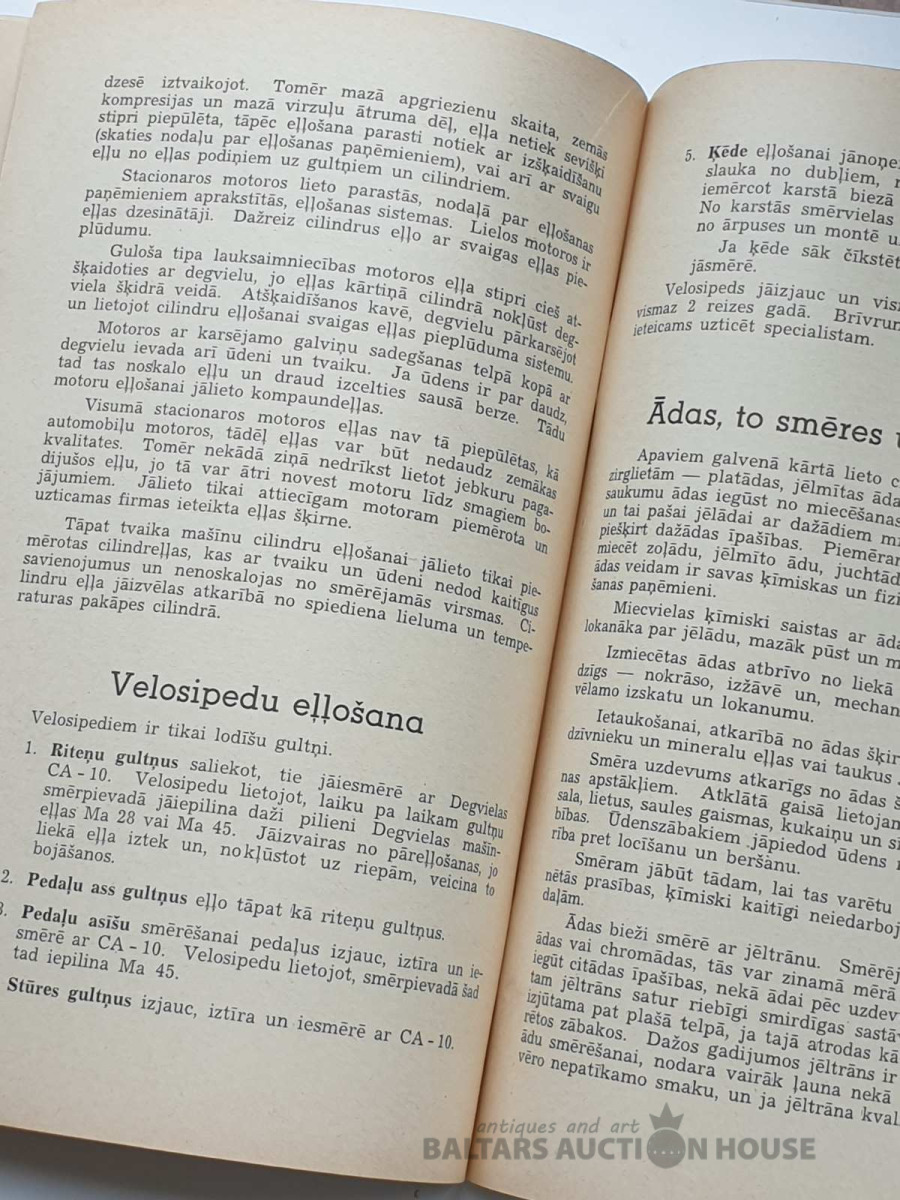 dzesē iztvaikojot. Tomēr mazā apgriezienu skaita, zemās
kompresijas un mazā virzuļu ātruma dēļ, eļļa netiek sevišķi
stipri piepūlēta, tāpēc eļļošana parasti notiek ar izšķaidīšanu
(skaties nodaļu par eļļošanas paņēmieniem), vai arī ar svaigu
eļļu no eļļas podiņiem uz gultņiem un cilindriem.
Stacionaros motoros lieto parastās, nodaļā par eļļošanas
paņēmieniem aprakstītās, eļļošanas sistemas. Lielos motoros ir
eļļas dzesinātāji. Dažreiz cilindrus eļļo ar svaigas eļļas pie-
plūdumu.
Guloša tipa lauksaimniecības motoros eļļa stipri cieš at-
šķaidoties ar degvielu, jo eļļas kārtiņā cilindrā nokļūst deg-
viela šķidrā veidā. Atšķaidīšanos kavē, degvielu pārkarsējot
un lietojot cilindru eļļošanai svaigas eļļas pieplūduma sistemu.
Motoros ar karsējamo galviņu sadegšanas telpā kopā ar
degvielu ievada arī ūdeni un tvaiku. Ja ūdens ir par daudz,
tad tas noskalo eļļu un draud izcelties sausā berze. Tādu
motoru eļļošanai jālieto kompaundeļļas.
Visumā stacionaros motoros eļļas nav tā piepūlētas, kā
automobiļu motoros, tādēļ eļļas var būt nedaudz zemākas
kvalitates. Tomēr nekādā ziņā nedrīkst lietot jebkuru paga-
dījušos eļļu, jo tā var ātri novest motoru līdz smagiem bo-
jājumiem. Jālieto tikai attiecīgam motoram piemērota un
uzticamas firmas ieteikta eļļas šķirne.
Tāpat tvaika mašīnu cilindru eļļošanai jālieto tikai pie-
mērotas cilindreļļas, kas ar tvaiku un ūdeni nedod kaitīgus
savienojumus un nenoskalojas no smērējamās virsmas. Ci-
lindru eļļa jāizvēlas atkarībā no spiediena lieluma un tempe-
raturas pakāpes cilindrā.
Velosipedu eļļošana
Velosipediem ir tikai lodīšu gultņi.
1. Riteņu gultņus saliekot, tie jāiesmērē ar Degvielas
CA - 10. Velosipedu lietojot, laiku pa laikam gultņu
smērpievadā jāiepilina daži pilieni Degvielas mašīn-
eļļas Ma 28 vai Ma 45. Jāizvairas no pāreļļošanas, jo
liekā eļļa iztek un, nokļūstot uz riepām, veicina to
bojāšanos.
2. Pedaļu ass gultņus eļļo tāpat kā riteņu gultņus.
3. Pedaļu asīšu smērēšanai pedaļus izjauc, iztīra un ie-
smērē ar CA - 10. Velosipedu lietojot, smērpievadā šad
tad iepilina Ma 45.
Stūres gultņus izjauc, iztīra un iesmērē ar CA - 10.
5. Ķēde eļļošanai jānoņe
slauka no dubļiem,
iemērcot karstā biezā
No karstās smērvielas
no ārpuses un montē
Ja ķēde sāk čīkstēt
jāsmērē.
Velosipeds jāizjauc un
vismaz 2 reizes gadā. Brīvrun
ieteicams uzticēt specialistam.
Ādas, to smēres
Apaviem galvenā kārtā lieto
zirglietām — platādas, jēlmītas āda
saukumu ādas iegūst no miecēšanas
un tai pašai jēlādai ar dažādiem
piešķirt dažādas īpašības. Piemēram
miecēt zoļādu, jēlmīto ādu, juchtād
ādas veidam ir savas ķīmiskas un fizi
šanas paņēmieni.
Miecvielas ķīmiski saistas ar āda
lokanāka par jēlādu, mazāk pūst un
Izmiecētas ādas atbrīvo no liekā
dzīgs — nokrāso, izžāvē un, mechan
vēlamo izskatu un lokanumu.
Ietaukošanai, atkarībā no ādas šķir
dzīvnieku un mineralu eļļas vai taukus
Smēra uzdevums atkarīgs no ādas
nas apstākļiem. Atklātā gaisā lietojam
sala, lietus, saules gaismas, kukaiņu un
bības. Ūdenszābakiem jāpiedod ūdens
rība pret locīšanu un beršanu.
Smēram jābūt tādam, lai tas varētu
nētās prasības, ķīmiski kaitīgi neiedarboj
daļām.
Ādas bieži smērē ar jēltrānu. Smērēj
ādas vai chromādas, tās var zinamā mērā
iegūt citādas īpašības, nekā ādai pēc uzdev
tam jēltrāns satur riebīgi smirdīgas sastāv
izjūtama pat plašā telpā, ja tajā atrodas kā
rētos zābakos. Dažos gadijumos jēltrāns ir
ādu smērēšanai, nodara vairāk ļauna nekā
vēro nepatīkamo smaku, un ja jēltrāna kval
antiques and art
BALTARS AUCTION HOUSE